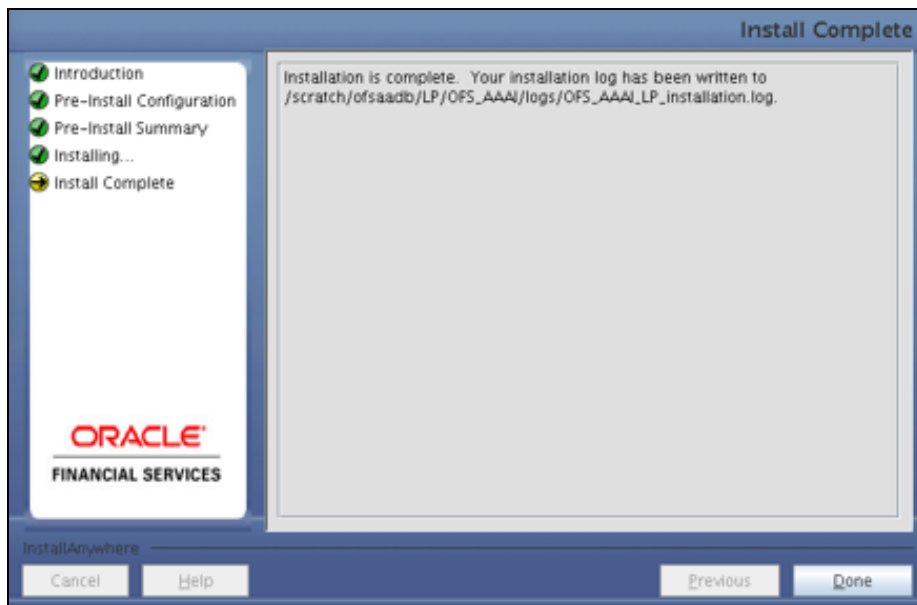 Install Complete
Introduction
Pre-Install Configuration
Pre-Install Summary
Installing...
Install Complete
Installation is complete. Your installation log has been written to
/scratch/ofsaadb/LP/OFS_AAAI/logs/OFS_AAAI_LP_installation.log.
ORACLE'
FINANCIAL SERVICES
InstallAnywhere
Cancel
Help
Previous
Done